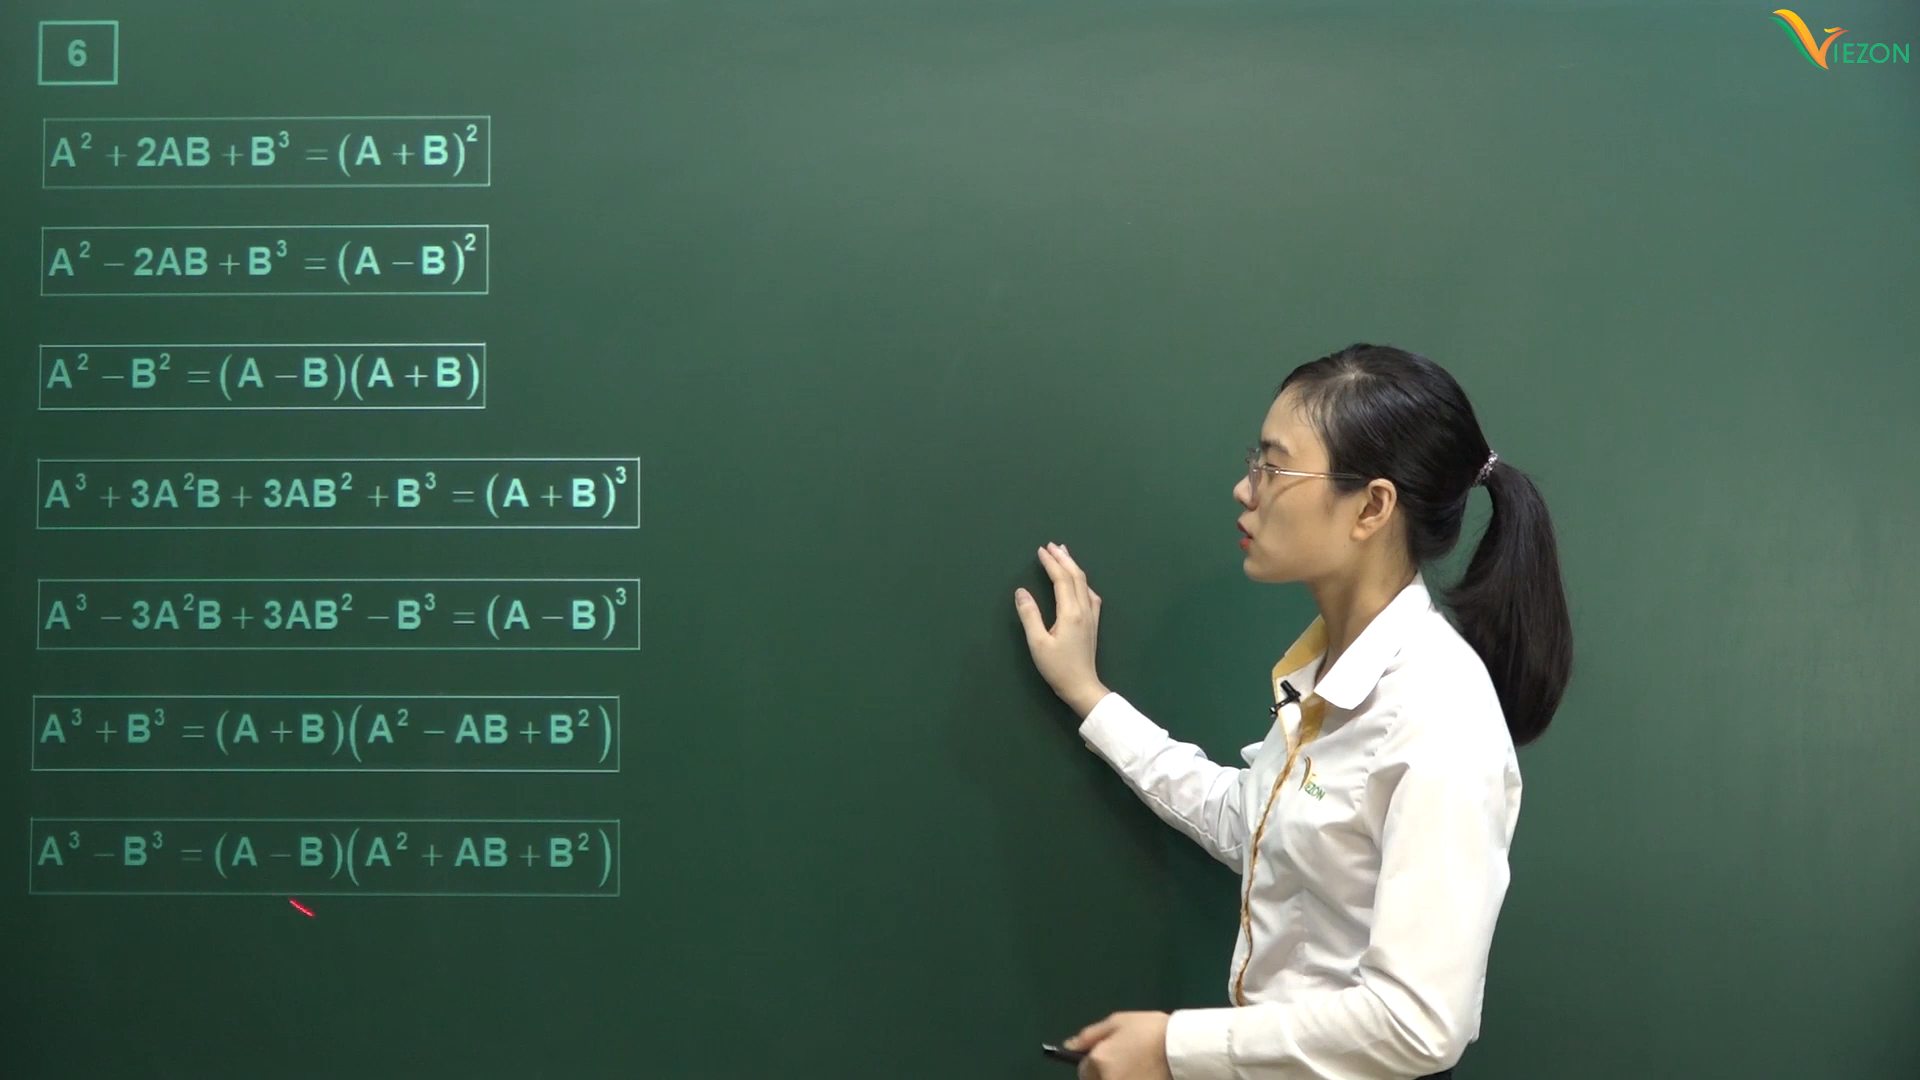 VIEZON
6
A² + 2AB + B³ = (A + B)²
A² − 2AB + B³ = (A − B)²
A² − B² = (A − B)(A + B)
A³ + 3A²B + 3AB² + B³ = (A + B)³
A³ − 3A²B + 3AB² − B³ = (A − B)³
A³ + B³ = (A + B)(A² − AB + B²)
A³ − B³ = (A − B)(A² + AB + B²)
VIEZON